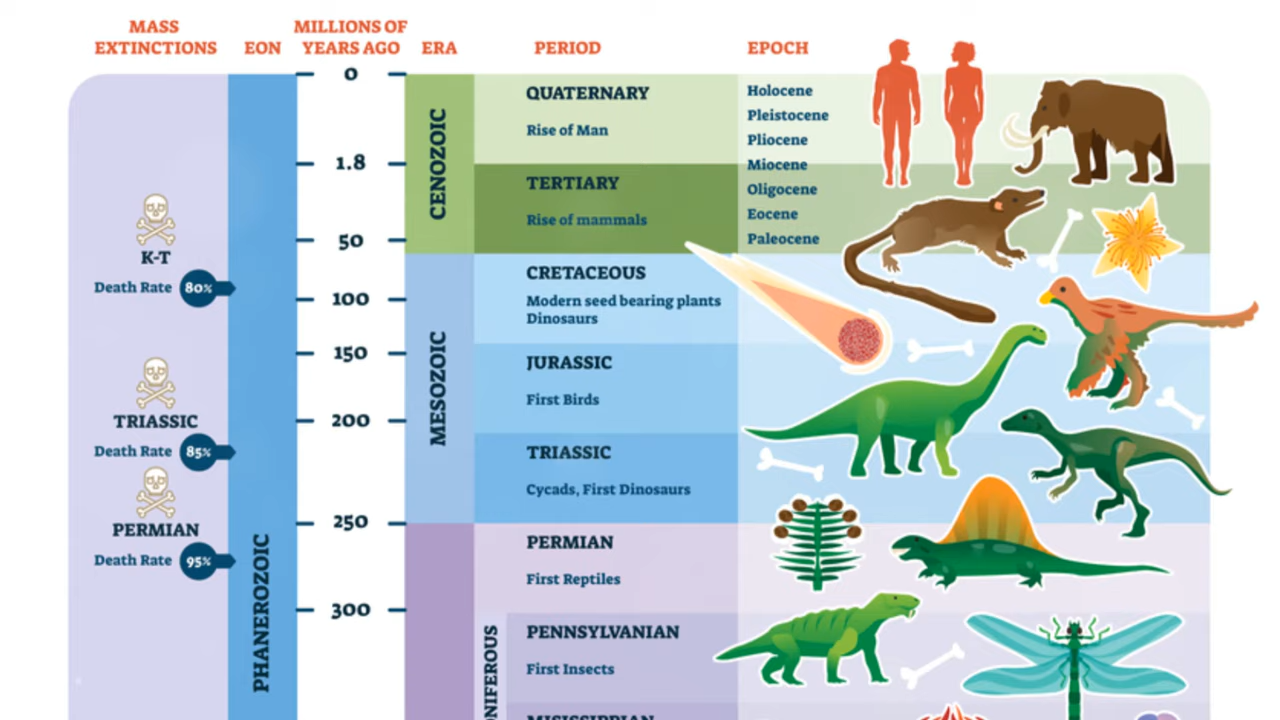 MASS
EXTINCTIONS
EON
MILLIONS OF
YEARS AGO
ERA
PERIOD
EPOCH
0
1.8
50
100
150
200
250
300
K-T
Death Rate 80%
TRIASSIC
Death Rate 85%
PERMIAN
Death Rate 95%
PHANEROZOIC
CENOZOIC
MESOZOIC
QUATERNARY
Rise of Man
TERTIARY
Rise of mammals
CRETACEOUS
Modern seed bearing plants
Dinosaurs
JURASSIC
First Birds
TRIASSIC
Cycads, First Dinosaurs
PERMIAN
First Reptiles
PENNSYLVANIAN
First Insects
Holocene
Pleistocene
Pliocene
Miocene
Oligocene
Eocene
Paleocene